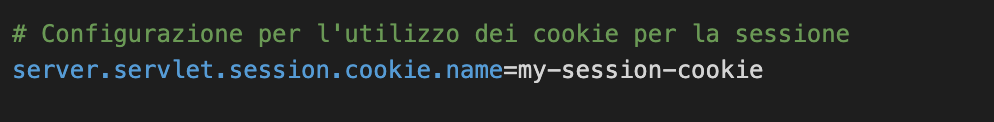 # Configurazione per l'utilizzo dei cookie per la sessione
server.servlet.session.cookie.name=my-session-cookie